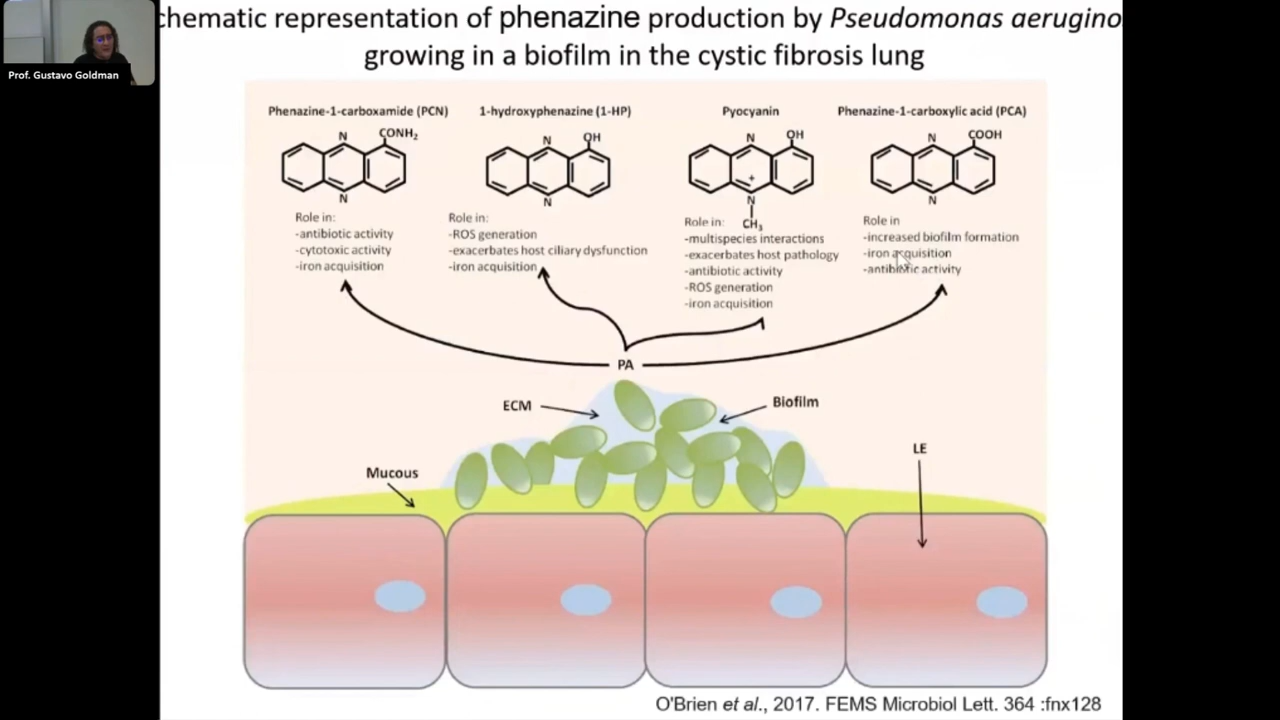 chematic representation of phenazine production by Pseudomonas aerugino
growing in a biofilm in the cystic fibrosis lung
Prof. Gustavo Goldman
Phenazine-1-carboxamide (PCN)
N
CONH2
N
Role in:
-antibiotic activity
-cytotoxic activity
-iron acquisition
1-hydroxyphenazine (1-HP)
N
OH
N
Role in:
-ROS generation
-exacerbates host ciliary dysfunction
-iron acquisition
Pyocyanin
N
OH
+
N
CH3
Role in:
-multispecies interactions
-exacerbates host pathology
-antibiotic activity
-ROS generation
-iron acquisition
Phenazine-1-carboxylic acid (PCA)
N
COOH
N
Role in
-increased biofilm formation
-iron acquisition
-antibiotic activity
PA
ECM
Biofilm
LE
Mucous
O'Brien et al., 2017. FEMS Microbiol Lett. 364 :fnx128